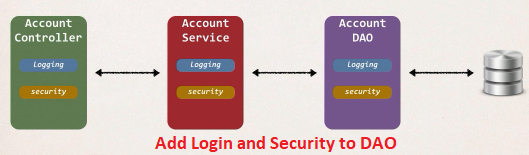 Account
Controller
Logging
security
Account
Service
Logging
security
Account
DAO
Logging
security
Add Login and Security to DAO